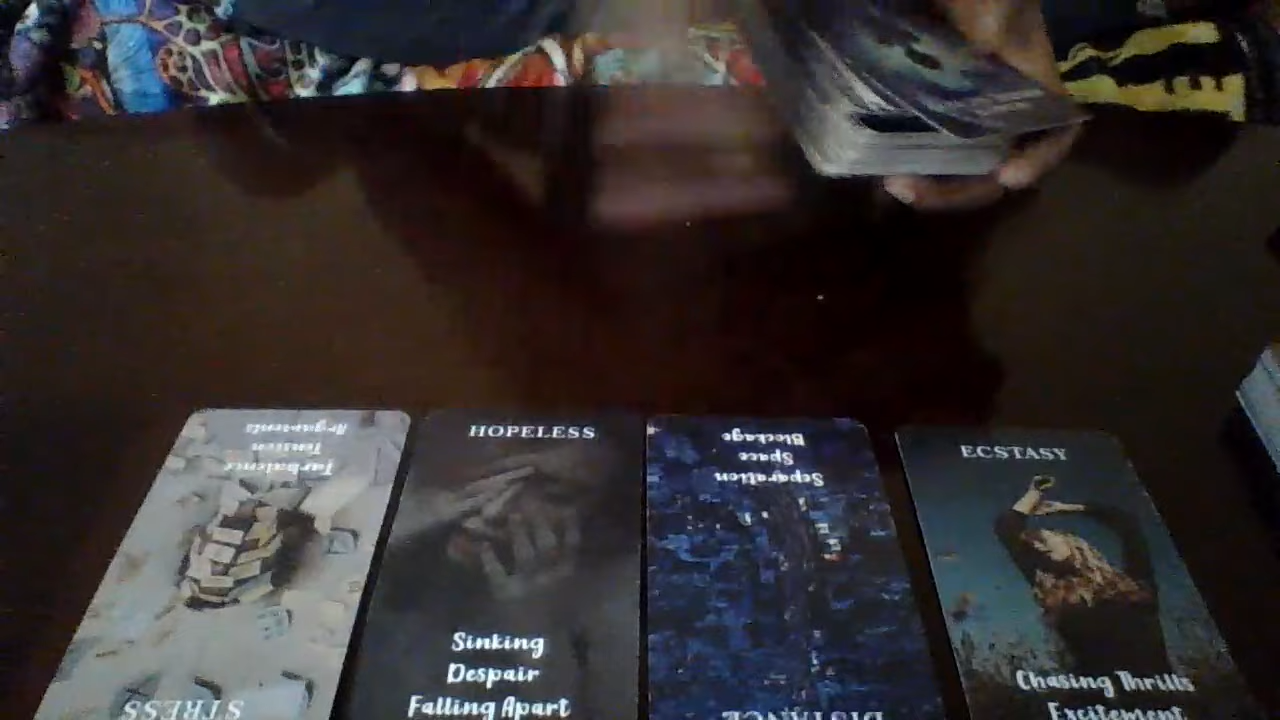 Arguments
Tension
Turbulence
STRESS
HOPELESS
Sinking
Despair
Falling Apart
Blockage
Space
Separation
DISTANCE
ECSTASY
Chasing Thrills
Excitement